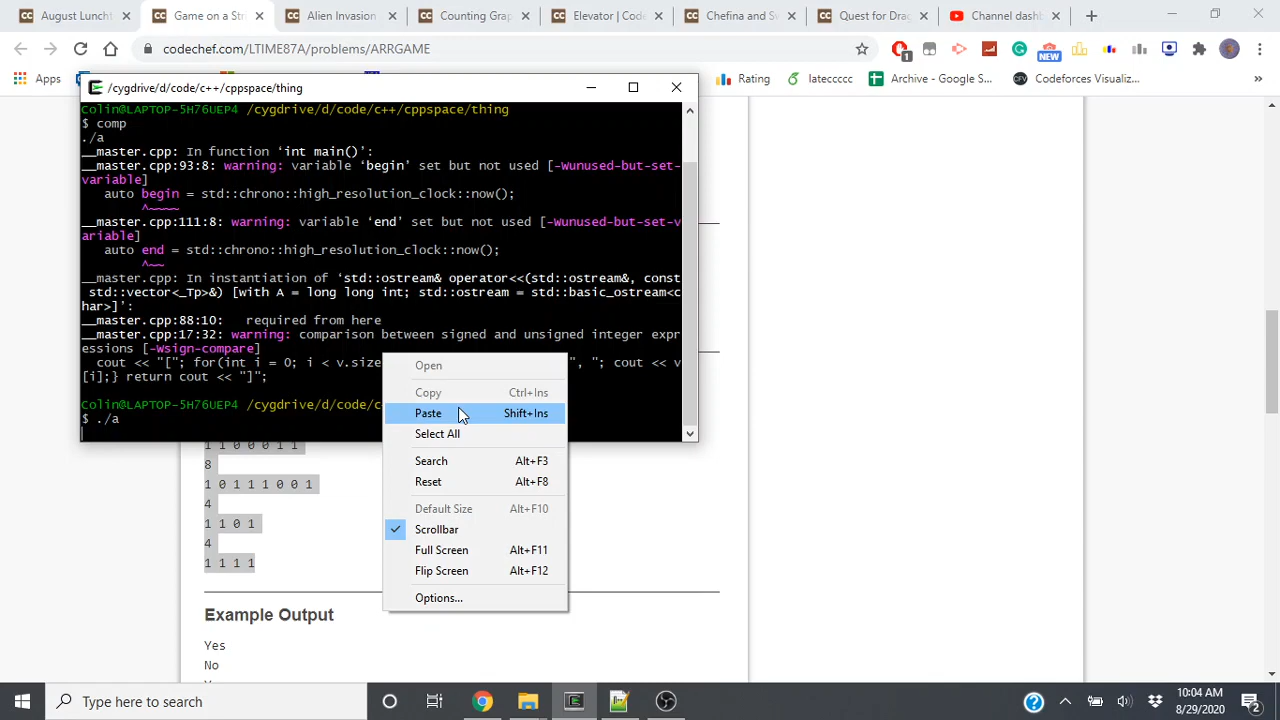 August Luncht
Game on a Stri
Alien Invasion
Counting Grap
Elevator | Code
Chefina and Sw
Quest for Drag
Channel dashb
codechef.com/LTIME87A/problems/ARRGAME
1
NEW
Apps
Rating
lateccccc
Archive - Google S...
Codeforces Visualiz...
»
/cygdrive/d/code/c++/cppspace/thing
Colin@LAPTOP-5H76UEP4 /cygdrive/d/code/c++/cppspace/thing
$ comp
./a
__master.cpp: In function ‘int main()’:
__master.cpp:93:8: warning: variable ‘begin’ set but not used [-Wunused-but-set-
variable]
auto begin = std::chrono::high_resolution_clock::now();
^~~~~
__master.cpp:111:8: warning: variable ‘end’ set but not used [-Wunused-but-set-v
ariable]
auto end = std::chrono::high_resolution_clock::now();
^~~
__master.cpp: In instantiation of ‘std::ostream& operator<<(std::ostream&, const
std::vector<_Tp>&) [with A = long long int; std::ostream = std::basic_ostream<c
har>]’:
__master.cpp:88:10:   required from here
__master.cpp:17:32: warning: comparison between signed and unsigned integer expr
essions [-Wsign-compare]
cout << "["; for(int i = 0; i < v.size ", "; cout << v
[i];} return cout << "]";
Colin@LAPTOP-5H76UEP4 /cygdrive/d/code/c
$ ./a
Open
Copy Ctrl+Ins
Paste Shift+Ins
Select All
Search Alt+F3
Reset Alt+F8
Default Size Alt+F10
Scrollbar
Full Screen Alt+F11
Flip Screen Alt+F12
Options...
1 1 0 0 0 1 1
8
1 0 1 1 1 0 0 1
4
1 1 0 1
4
1 1 1 1
Example Output
Yes
No
Type here to search
10:04 AM
8/29/2020
2